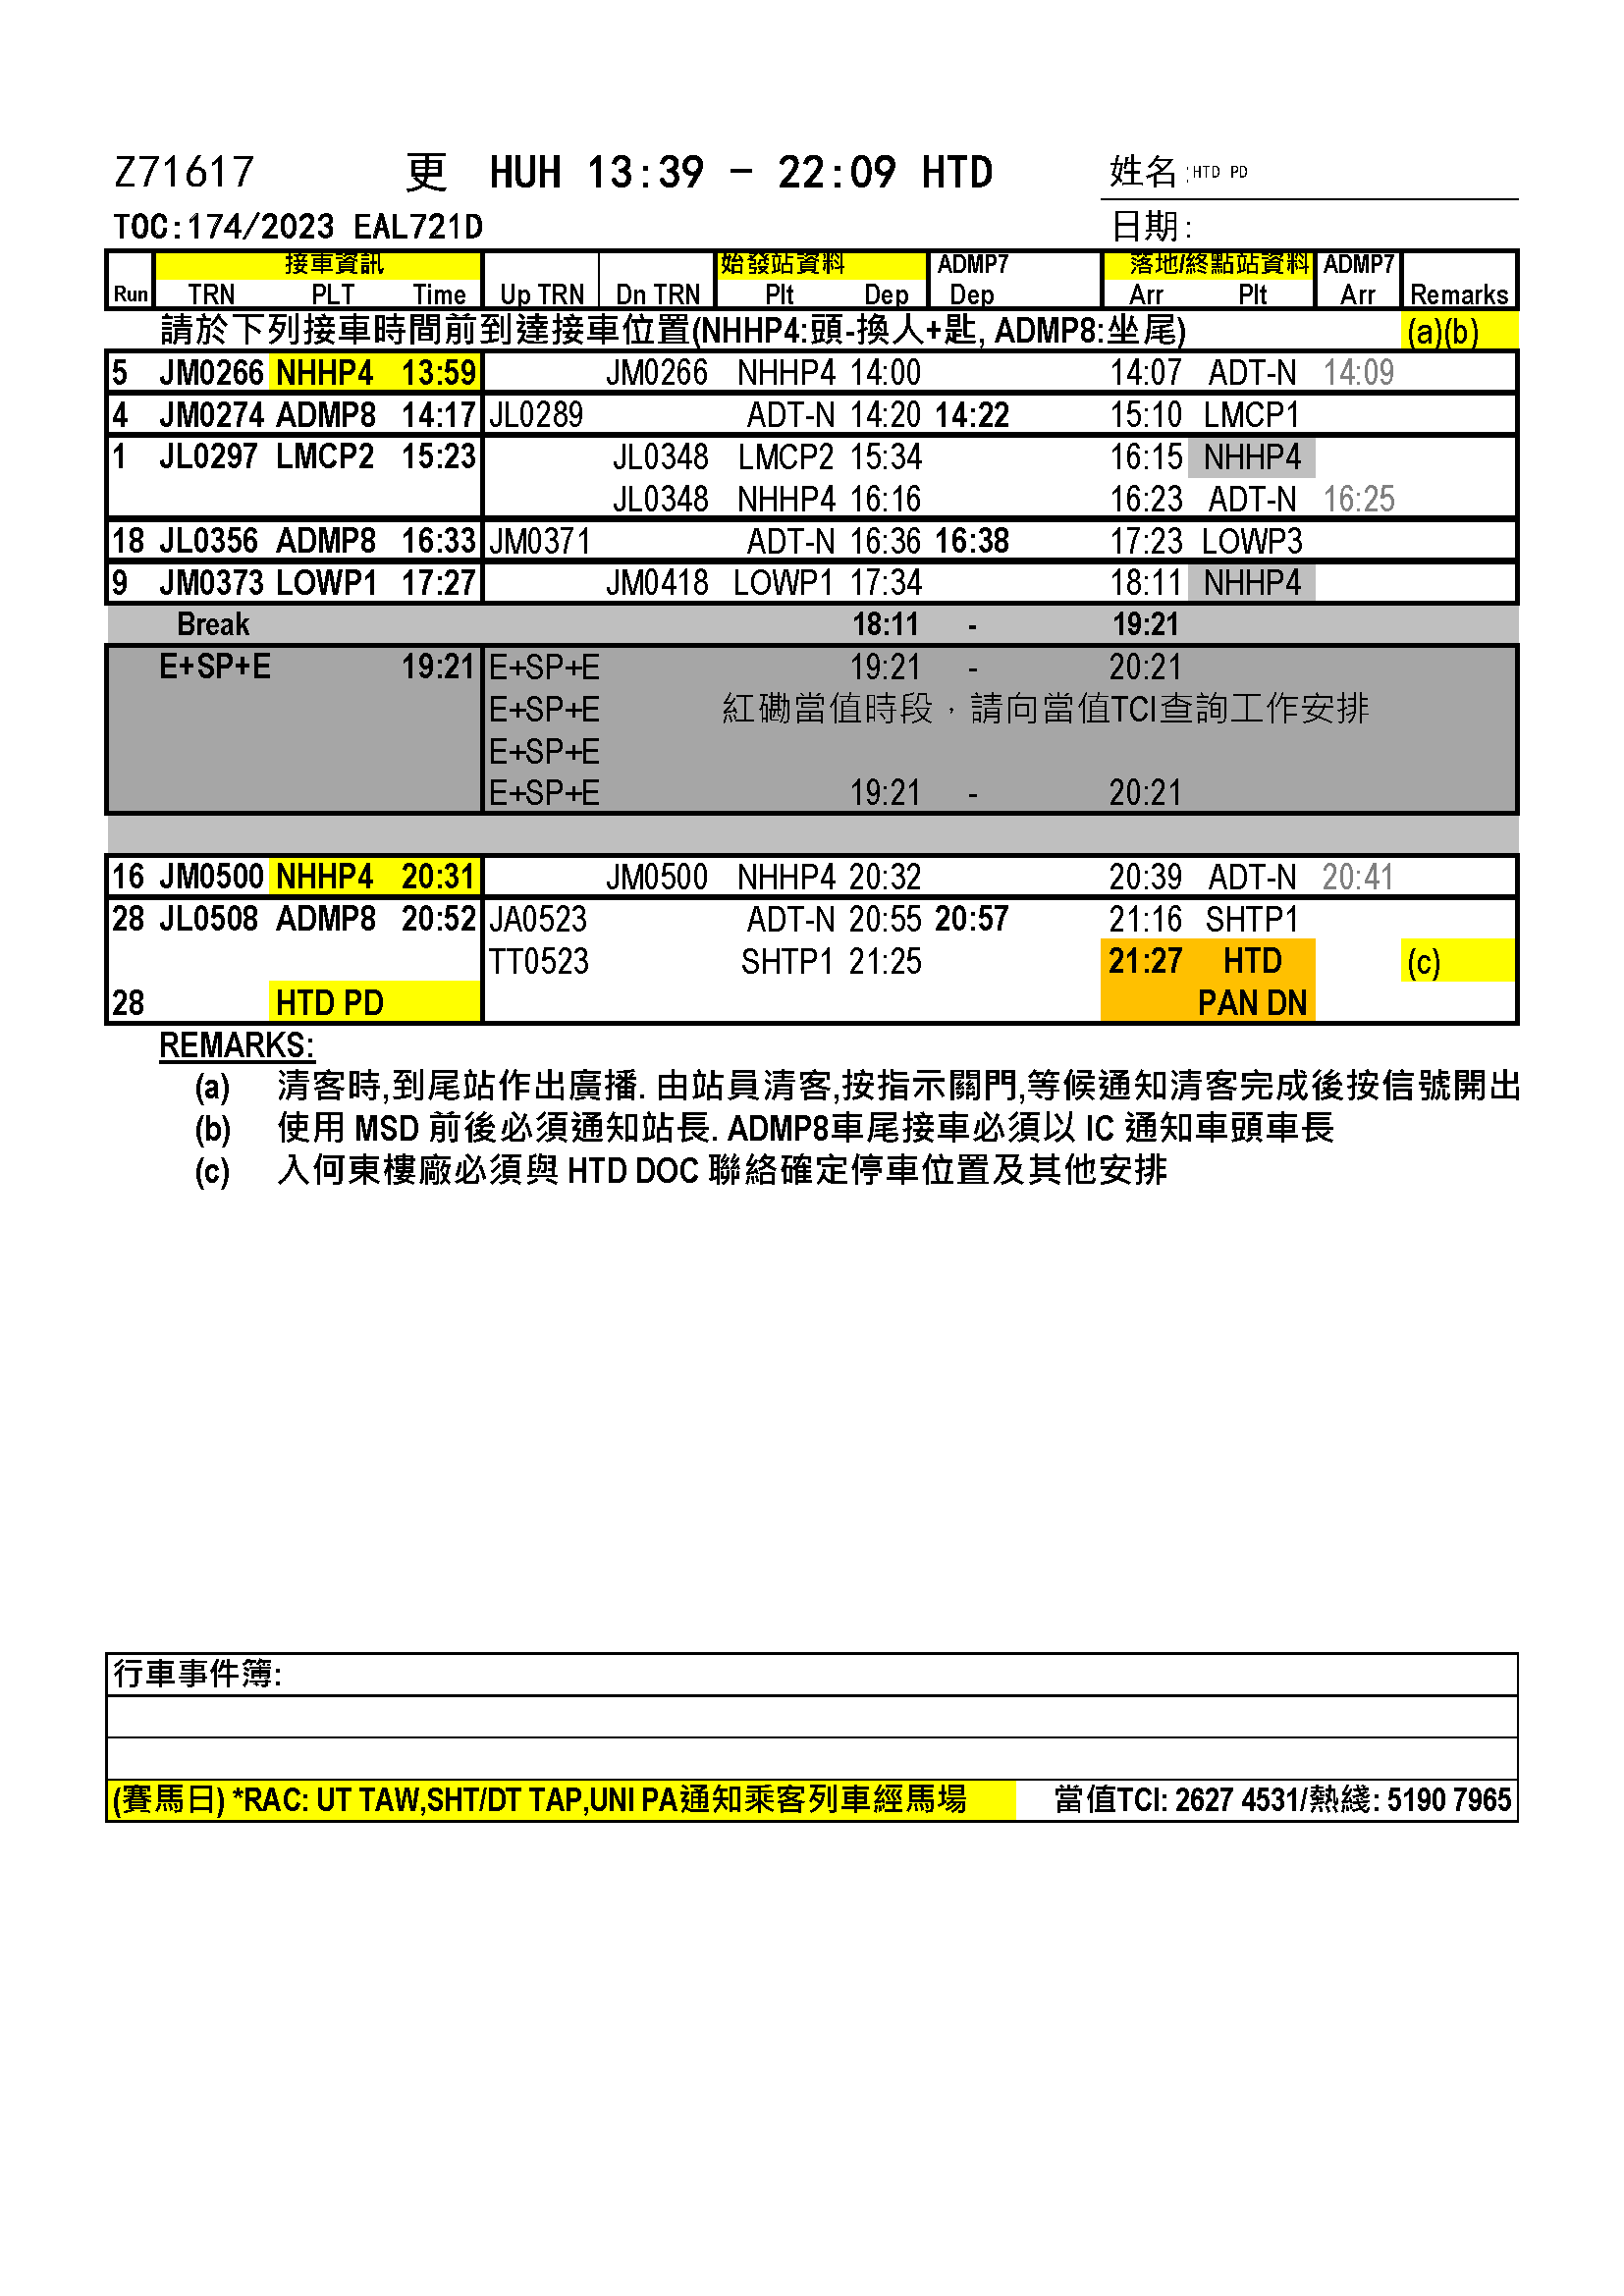 Z71617 更 HUH 13:39 - 22:09 HTD 姓名:HTD PD
TOC:174/2023 EAL721D 日期:
接車資訊 始發站資料 ADMP7 落地/終點站資料 ADMP7
Run TRN PLT Time Up TRN Dn TRN Plt Dep Dep Arr Plt Arr Remarks
請於下列接車時間前到達接車位置(NHHP4:頭-換人+匙, ADMP8:坐尾) (a)(b)
5 JM0266 NHHP4 13:59 JM0266 NHHP4 14:00 14:07 ADT-N 14:09
4 JM0274 ADMP8 14:17 JL0289 ADT-N 14:20 14:22 15:10 LMCP1
1 JL0297 LMCP2 15:23 JL0348 LMCP2 15:34 16:15 NHHP4
JL0348 NHHP4 16:16 16:23 ADT-N 16:25
18 JL0356 ADMP8 16:33 JM0371 ADT-N 16:36 16:38 17:23 LOWP3
9 JM0373 LOWP1 17:27 JM0418 LOWP1 17:34 18:11 NHHP4
Break 18:11 - 19:21
E+SP+E 19:21 E+SP+E 19:21 - 20:21
E+SP+E 紅磡當值時段，請向當值TCI查詢工作安排
E+SP+E
E+SP+E 19:21 - 20:21
16 JM0500 NHHP4 20:31 JM0500 NHHP4 20:32 20:39 ADT-N 20:41
28 JL0508 ADMP8 20:52 JA0523 ADT-N 20:55 20:57 21:16 SHTP1
TT0523 SHTP1 21:25 21:27 HTD (c)
28 HTD PD PAN DN
REMARKS:
(a) 清客時,到尾站作出廣播. 由站員清客,按指示關門,等候通知清客完成後按信號開出
(b) 使用 MSD 前後必須通知站長. ADMP8車尾接車必須以 IC 通知車頭車長
(c) 入何東樓廠必須與 HTD DOC 聯絡確定停車位置及其他安排
行車事件簿:
(賽馬日) *RAC: UT TAW,SHT/DT TAP,UNI PA通知乘客列車經馬場 當值TCI: 2627 4531/熱綫: 5190 7965